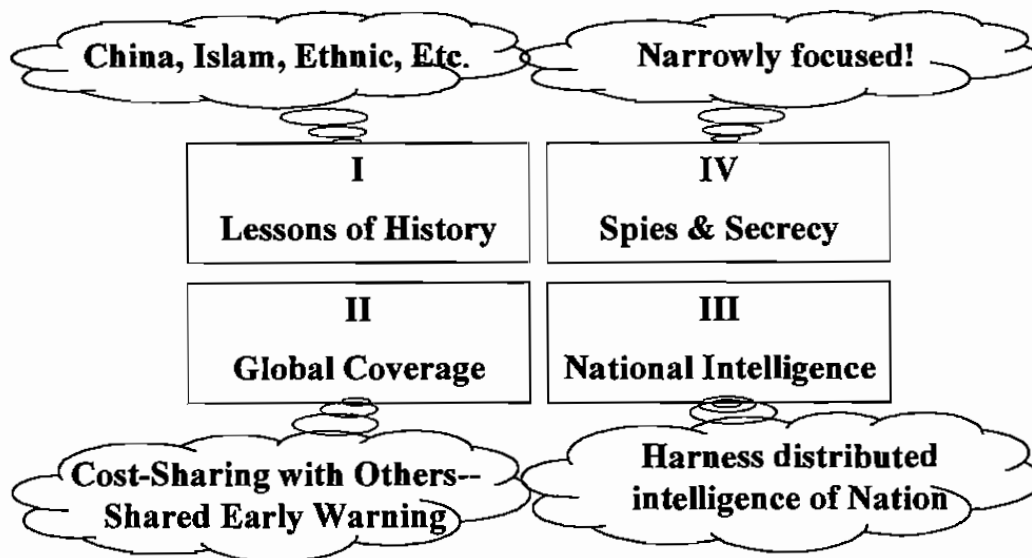 China, Islam, Ethnic, Etc.
Narrowly focused!
I
Lessons of History
IV
Spies & Secrecy
II
Global Coverage
III
National Intelligence
Cost-Sharing with Others--
Shared Early Warning
Harness distributed
intelligence of Nation